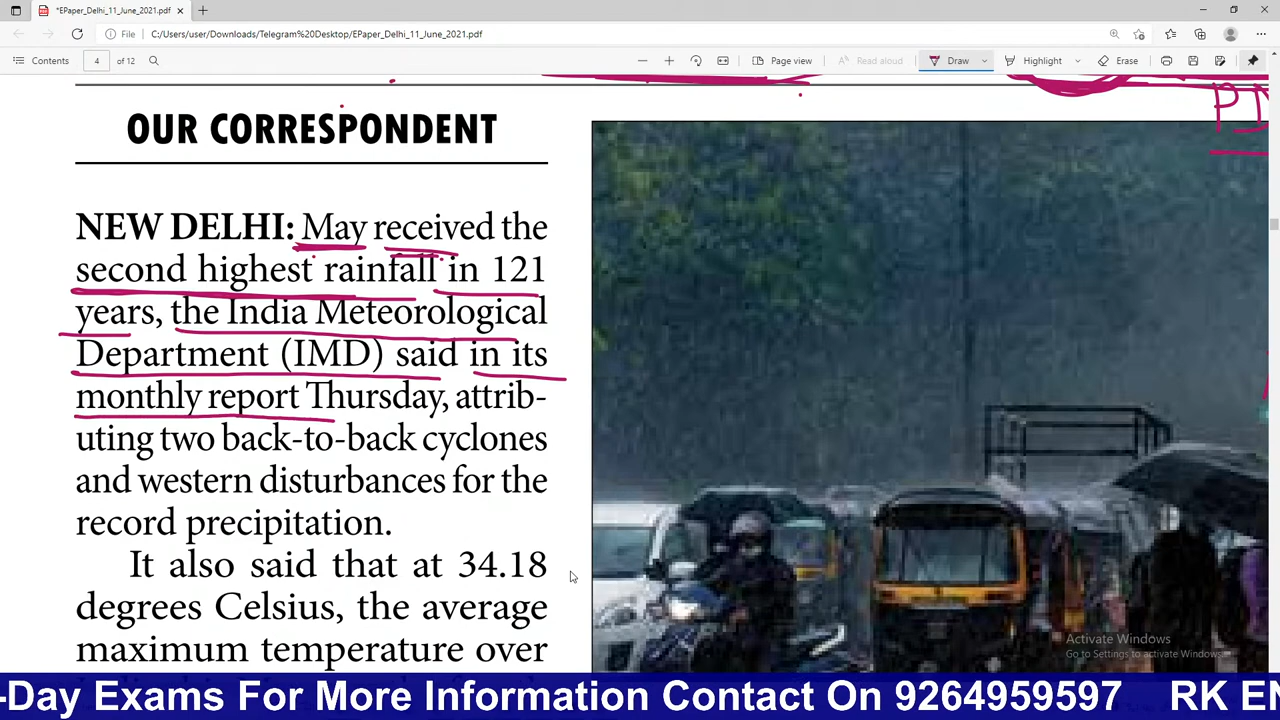 *EPaper_Delhi_11_June_2021.pdf
File C:/Users/user/Downloads/Telegram%20Desktop/EPaper_Delhi_11_June_2021.pdf
Contents 4 of 12 Page view Read aloud Draw Highlight Erase
OUR CORRESPONDENT
NEW DELHI: May received the
second highest rainfall in 121
years, the India Meteorological
Department (IMD) said in its
monthly report Thursday, attrib-
uting two back-to-back cyclones
and western disturbances for the
record precipitation.
It also said that at 34.18
degrees Celsius, the average
maximum temperature over
Activate Windows
Go to Settings to activate Windows.
-Day Exams For More Information Contact On 9264959597 RK EN